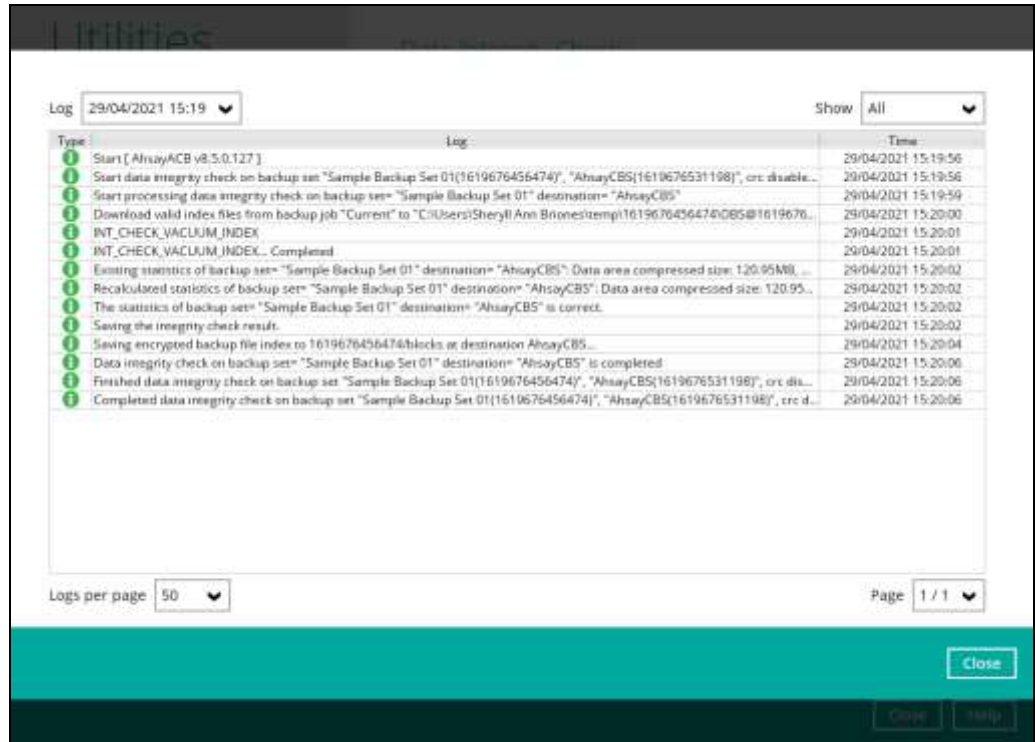 Utilities
Data Integrity Check
Log 29/04/2021 15:19 Show All
Type Log Time
Start [ AhsayACB v8.5.0.127 ] 29/04/2021 15:19:56
Start data integrity check on backup set "Sample Backup Set 01(1619676456474)", "AhsayCBS(1619676531198)", crc disable... 29/04/2021 15:19:56
Start processing data integrity check on backup set= "Sample Backup Set 01" destination= "AhsayCBS" 29/04/2021 15:19:59
Download valid index files from backup job "Current" to "C:\Users\Sheryll Ann Briones\temp\1619676456474\OBS@1619676... 29/04/2021 15:20:00
INT_CHECK_VACUUM_INDEX 29/04/2021 15:20:01
INT_CHECK_VACUUM_INDEX... Completed 29/04/2021 15:20:01
Existing statistics of backup set= "Sample Backup Set 01" destination= "AhsayCBS": Data area compressed size: 120.95MB, ... 29/04/2021 15:20:02
Recalculated statistics of backup set= "Sample Backup Set 01" destination= "AhsayCBS": Data area compressed size: 120.95... 29/04/2021 15:20:02
The statistics of backup set= "Sample Backup Set 01" destination= "AhsayCBS" is correct. 29/04/2021 15:20:02
Saving the integrity check result. 29/04/2021 15:20:02
Saving encrypted backup file index to 1619676456474/blocks at destination AhsayCBS... 29/04/2021 15:20:04
Data integrity check on backup set= "Sample Backup Set 01" destination= "AhsayCBS" is completed 29/04/2021 15:20:06
Finished data integrity check on backup set "Sample Backup Set 01(1619676456474)", "AhsayCBS(1619676531198)", crc dis... 29/04/2021 15:20:06
Completed data integrity check on backup set "Sample Backup Set 01(1619676456474)", "AhsayCBS(1619676531198)", crc d... 29/04/2021 15:20:06
Logs per page 50 Page 1 / 1
Close
Close Help